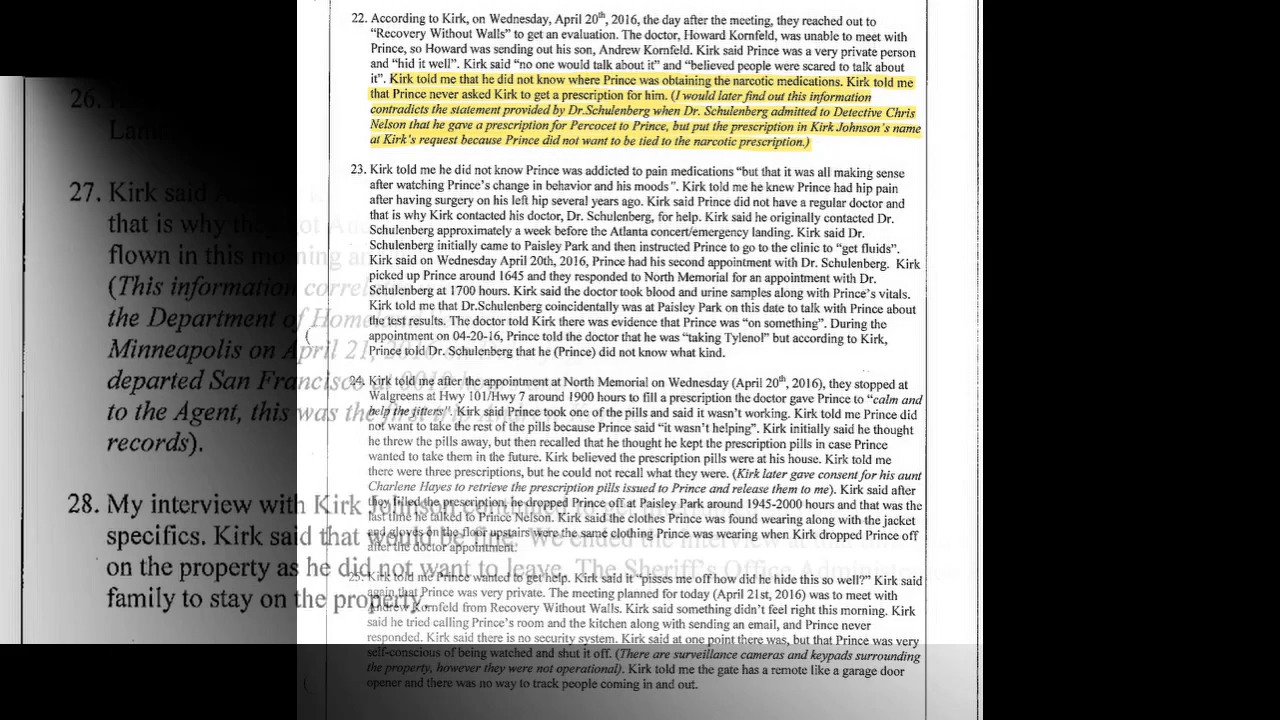 22. According to Kirk, on Wednesday, April 20th, 2016, the day after the meeting, they reached out to
"Recovery Without Walls" to get an evaluation. The doctor, Howard Kornfeld, was unable to meet with
Prince, so Howard was sending out his son, Andrew Kornfeld. Kirk said Prince was a very private person
and "hid it well". Kirk said "no one would talk about it" and "believed people were scared to talk about
it". Kirk told me that he did not know where Prince was obtaining the narcotic medications. Kirk told me
that Prince never asked Kirk to get a prescription for him. (I would later find out this information
contradicts the statement provided by Dr.Schulenberg when Dr. Schulenberg admitted to Detective Chris
Nelson that he gave a prescription for Percocet to Prince, but put the prescription in Kirk Johnson's name
at Kirk's request because Prince did not want to be tied to the narcotic prescription.)
23. Kirk told me he did not know Prince was addicted to pain medications "but that it was all making sense
after watching Prince's change in behavior and his moods". Kirk told me he knew Prince had hip pain
after having surgery on his left hip several years ago. Kirk said Prince did not have a regular doctor and
that is why Kirk contacted his doctor, Dr. Schulenberg, for help. Kirk said he originally contacted Dr.
Schulenberg approximately a week before the Atlanta concert/emergency landing. Kirk said Dr.
Schulenberg initially came to Paisley Park and then instructed Prince to go to the clinic to "get fluids".
Kirk said on Wednesday April 20th, 2016, Prince had his second appointment with Dr. Schulenberg. Kirk
picked up Prince around 1645 and they responded to North Memorial for an appointment with Dr.
Schulenberg at 1700 hours. Kirk said the doctor took blood and urine samples along with Prince's vitals.
Kirk told me that Dr.Schulenberg coincidentally was at Paisley Park on this date to talk with Prince about
the test results. The doctor told Kirk there was evidence that Prince was "on something". During the
appointment on 04-20-16, Prince told the doctor that he was "taking Tylenol" but according to Kirk,
Prince told Dr. Schulenberg that he (Prince) did not know what kind.
24. Kirk told me after the appointment at North Memorial on Wednesday (April 20th, 2016), they stopped at
Walgreens at Hwy 101/Hwy 7 around 1900 hours to fill a prescription the doctor gave Prince to "calm and
help the jitters". Kirk said Prince took one of the pills and said it wasn't working. Kirk told me Prince did
not want to take the rest of the pills because Prince said "it wasn't helping". Kirk initially said he thought
he threw the pills away, but then recalled that he thought he kept the prescription pills in case Prince
wanted to take them in the future. Kirk believed the prescription pills were at his house. Kirk told me
there were three prescriptions, but he could not recall what they were. (Kirk later gave consent for his aunt
Charlene Hayes to retrieve the prescription pills issued to Prince and release them to me). Kirk said after
they filled the prescription, he dropped Prince off at Paisley Park around 1945-2000 hours and that was the
last time he talked to Prince Nelson. Kirk said the clothes Prince was found wearing along with the jacket
and gloves on the floor upstairs were the same clothing Prince was wearing when Kirk dropped Prince off
after the doctor appointment.
25. Kirk told me Prince wanted to get help. Kirk said it "pisses me off how did he hide this so well?" Kirk said
again that Prince was very private. The meeting planned for today (April 21st, 2016) was to meet with
Andrew Kornfeld from Recovery Without Walls. Kirk said something didn't feel right this morning. Kirk
said he tried calling Prince's room and the kitchen along with sending an email, and Prince never
responded. Kirk said there is no security system. Kirk said at one point there was, but that Prince was very
self-conscious of being watched and shut it off. (There are surveillance cameras and keypads surrounding
the property, however they were not operational). Kirk told me the gate has a remote like a garage door
opener and there was no way to track people coming in and out.
26.
27. Kirk said
that is why they got
flown in this morning
(This information
the Department of
Minneapolis on April 21,
departed San Francisco at
to the Agent, this was the first
records).
28. My interview with Kirk Johnson continued
specifics. Kirk said that would be fine. We ended the interview at
on the property as he did not want to leave. The Sheriff's Office
family to stay on the property.